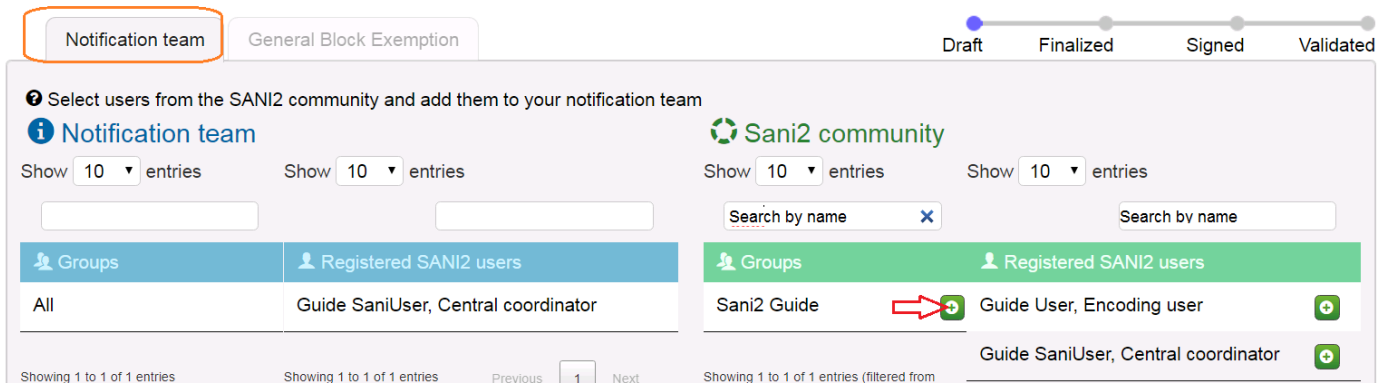 Notification team General Block Exemption
Draft Finalized Signed Validated
Select users from the SANI2 community and add them to your notification team
Notification team Sani2 community
Show 10 entries Show 10 entries Show 10 entries Show 10 entries
Search by name Search by name
Groups Registered SANI2 users Groups Registered SANI2 users
All Guide SaniUser, Central coordinator Sani2 Guide Guide User, Encoding user
Guide SaniUser, Central coordinator
Showing 1 to 1 of 1 entries Showing 1 to 1 of 1 entries Previous 1 Next Showing 1 to 1 of 1 entries (filtered from